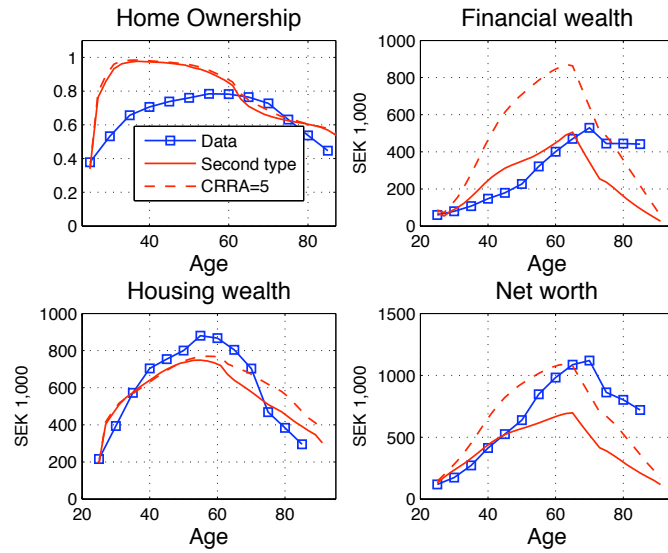 Home Ownership
1
0.8
0.6
0.4
0.2
0
40
60
80
Age
Data
Second type
CRRA=5
Financial wealth
SEK 1,000
1000
800
600
400
200
0
20
40
60
80
Age
Housing wealth
SEK 1,000
1000
800
600
400
200
0
20
40
60
80
Age
Net worth
SEK 1,000
1500
1000
500
0
20
40
60
80
Age